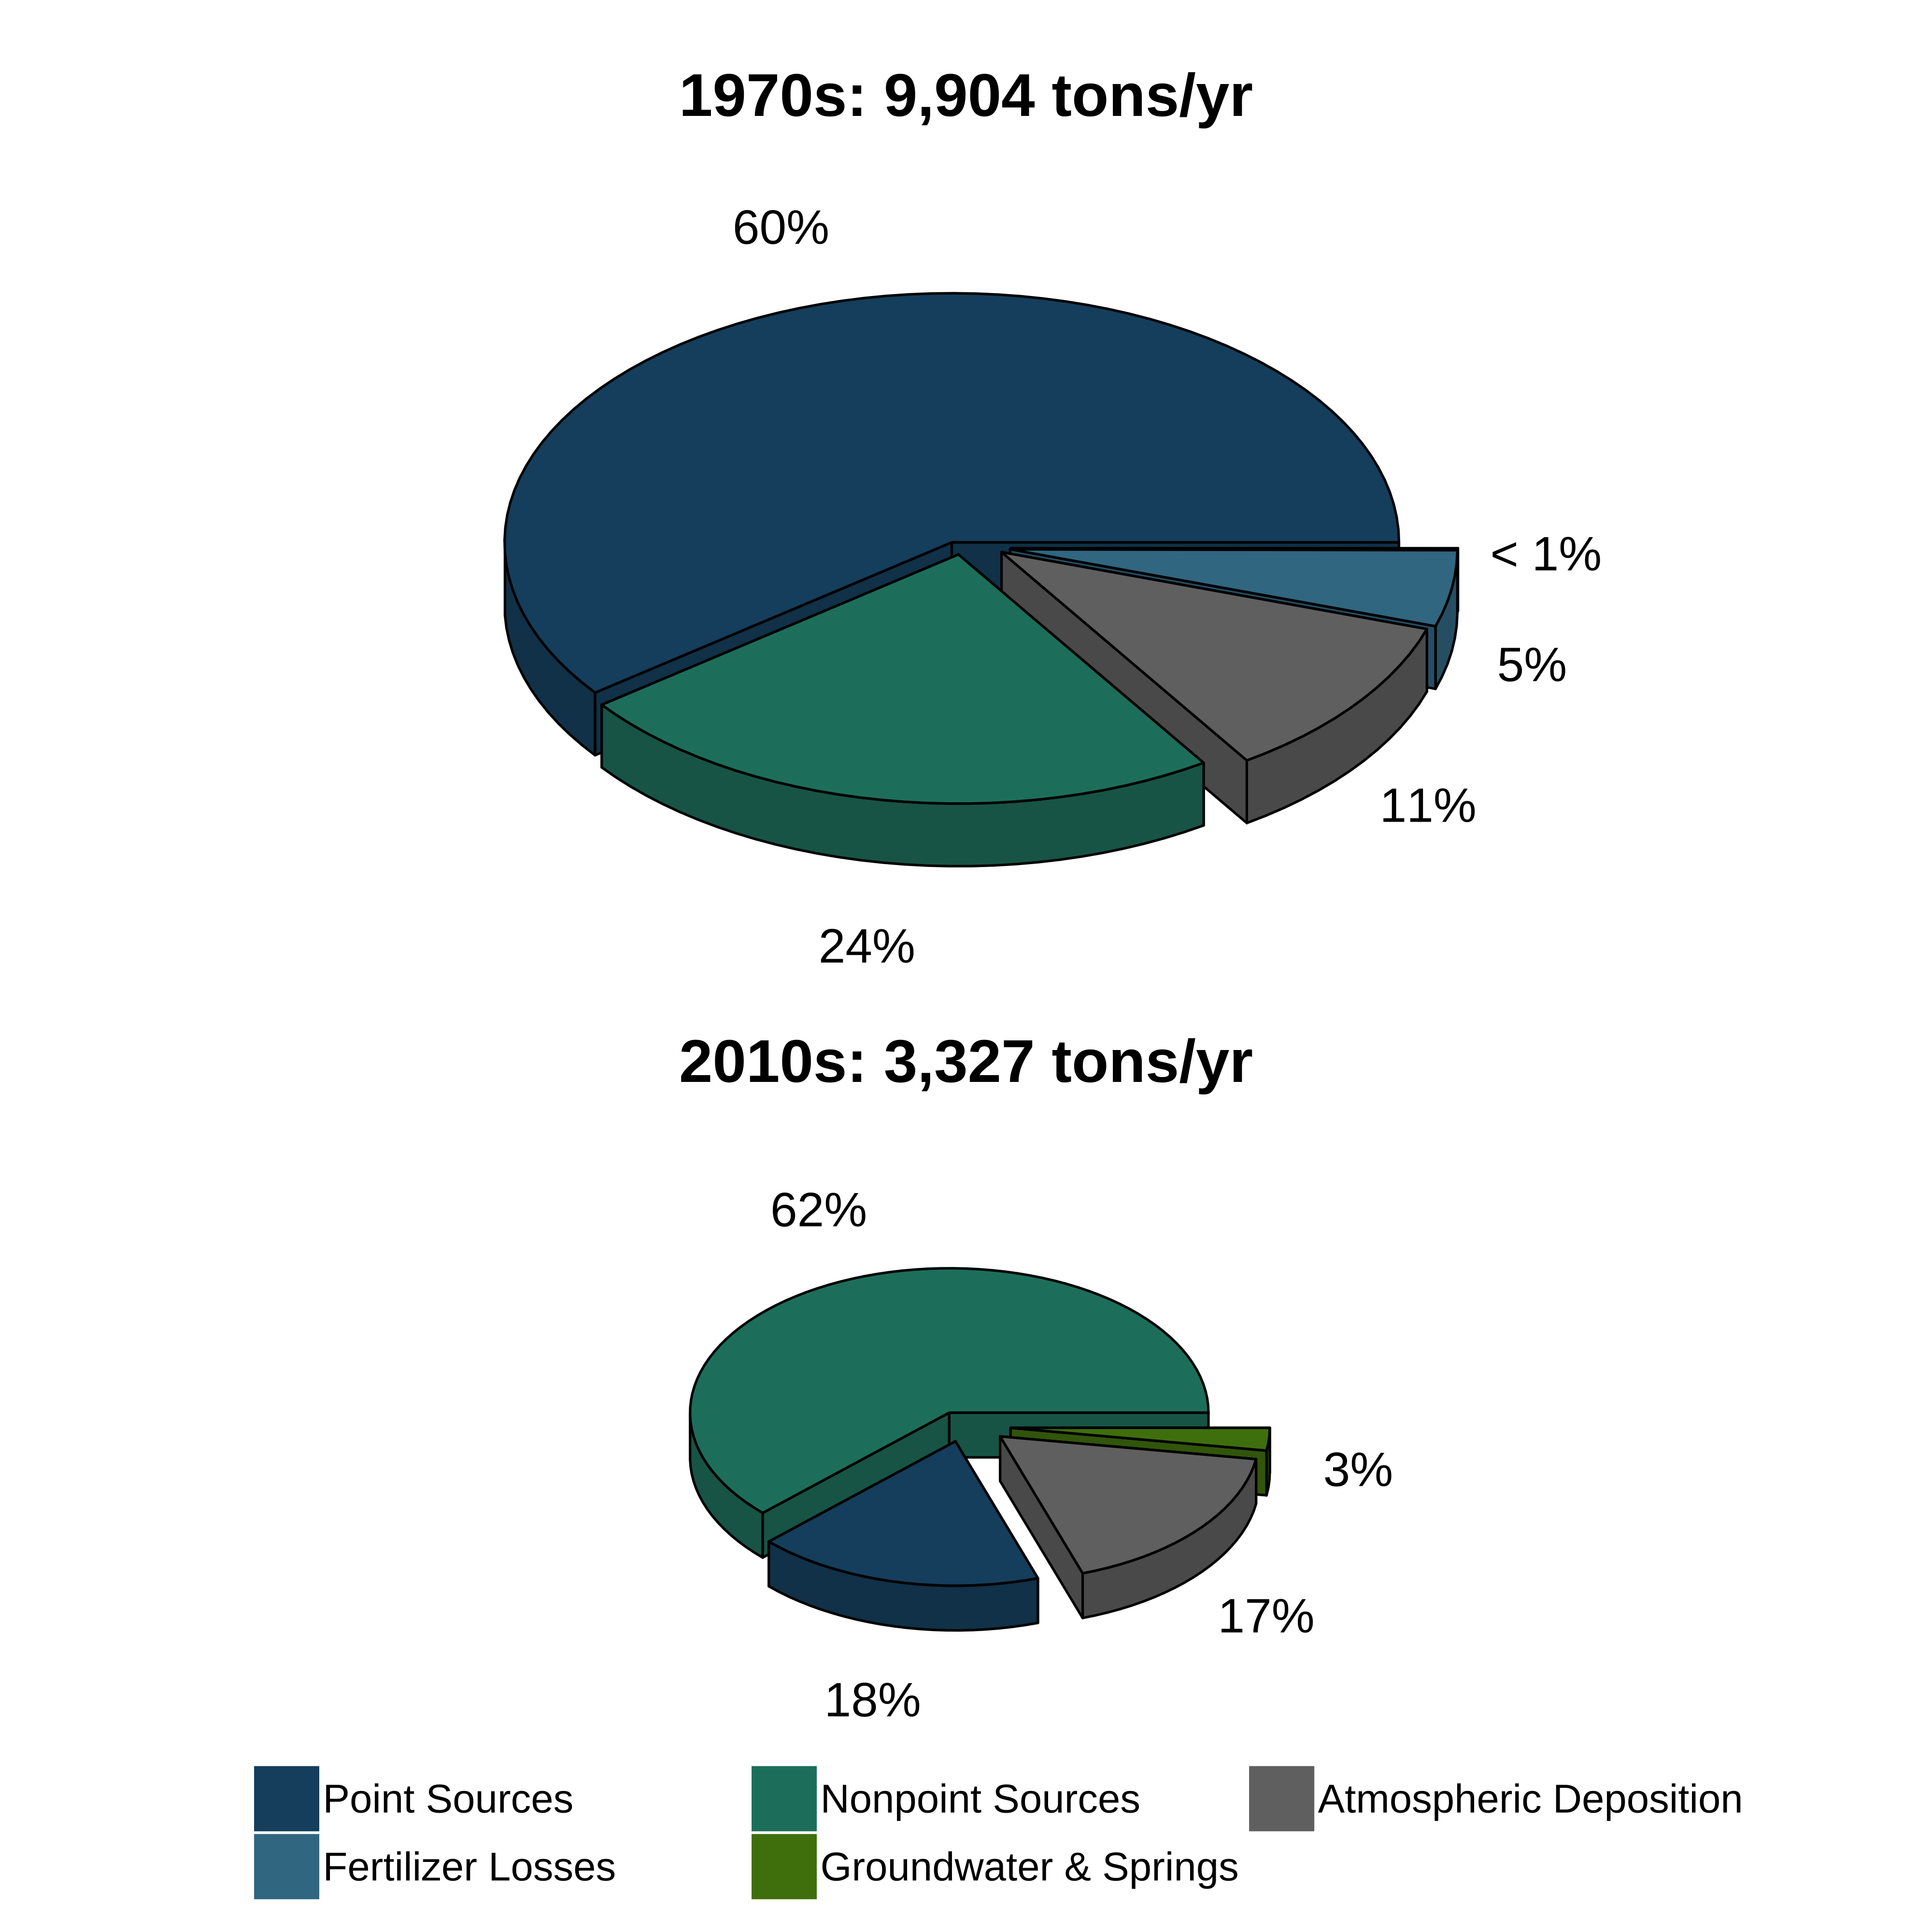 1970s: 9,904 tons/yr
60%
< 1%
5%
11%
24%
2010s: 3,327 tons/yr
62%
3%
17%
18%
Point Sources
Nonpoint Sources
Atmospheric Deposition
Fertilizer Losses
Groundwater & Springs